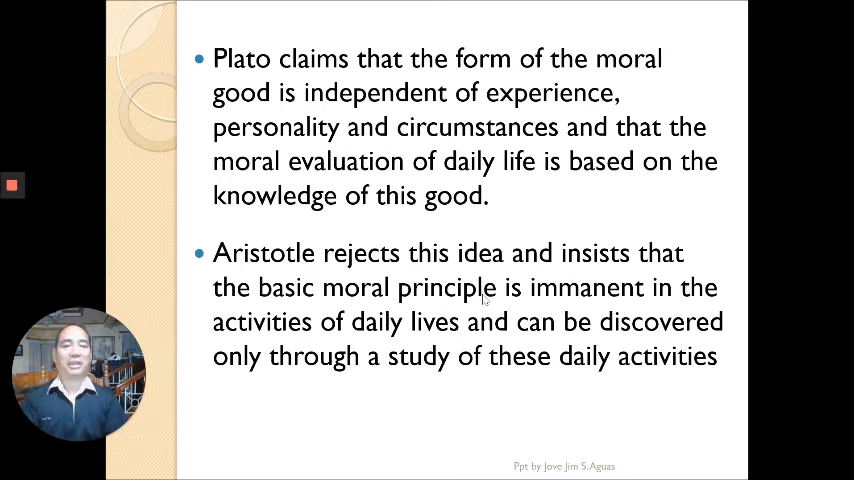 Plato claims that the form of the moral
good is independent of experience,
personality and circumstances and that the
moral evaluation of daily life is based on the
knowledge of this good.
Aristotle rejects this idea and insists that
the basic moral principle is immanent in the
activities of daily lives and can be discovered
only through a study of these daily activities
Ppt by Jove Jim S. Aguas